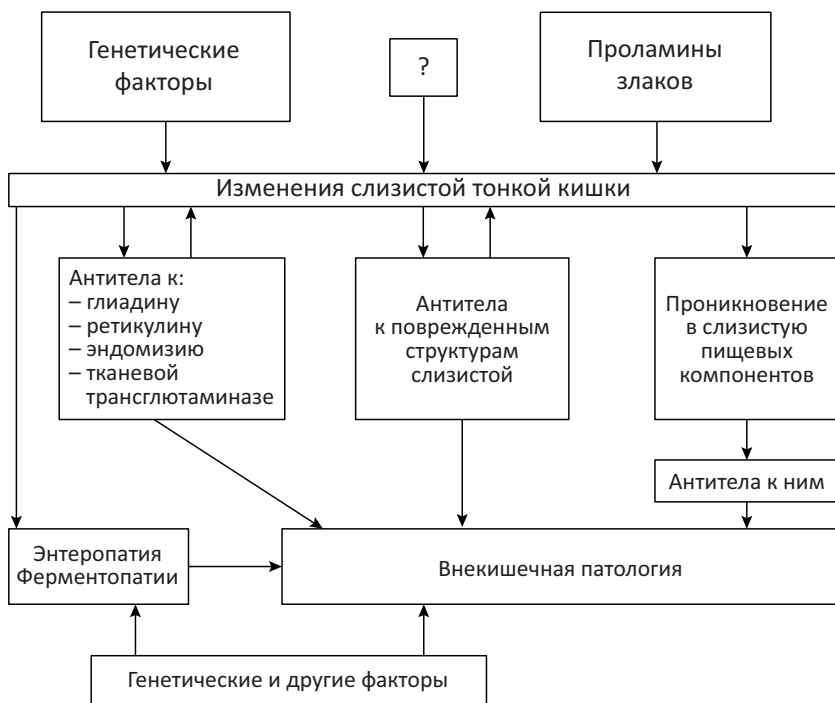 Генетические
факторы
?
Проламины
злаков
Изменения слизистой тонкой кишки
Антитела к:
– глиадину
– ретикулину
– эндомизию
– тканевой
трансглютаминазе
Антитела
к поврежденным
структурам
слизистой
Проникновение
в слизистую
пищевых
компонентов
Антитела к ним
Энтеропатия
Ферментопатии
Внекишечная патология
Генетические и другие факторы